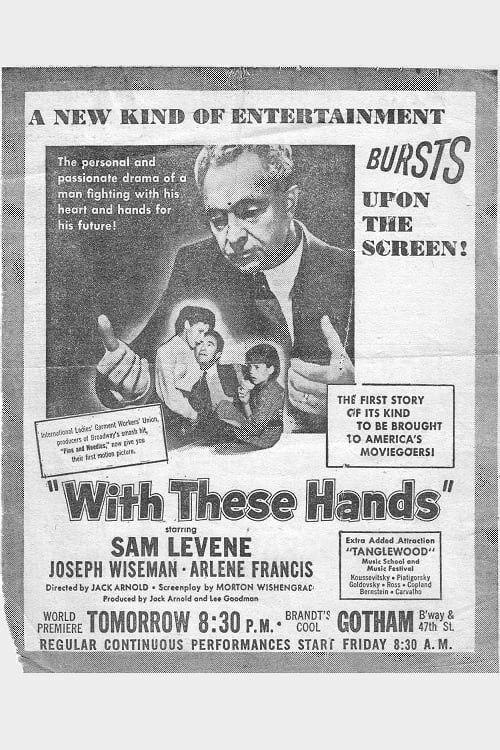 A NEW KIND OF ENTERTAINMENT
BURSTS
UPON
THE
SCREEN!
The personal and
passionate drama of a
man fighting with his
heart and hands for
his future!
International Ladies' Garment Workers' Union,
producers of Broadway's smash hit,
"Pins and Needles," now give you
their first motion picture.
THE FIRST STORY
OF ITS KIND
TO BE BROUGHT
TO AMERICA'S
MOVIEGOERS!
"With These Hands"
starring
SAM LEVENE
JOSEPH WISEMAN · ARLENE FRANCIS
Directed by JACK ARNOLD • Screenplay by MORTON WISHENGRAD
Produced by Jack Arnold and Lee Goodman
Extra Added Attraction
"TANGLEWOOD"
Music School and
Music Festival
Koussevitsky • Piatigorsky
Goldovsky • Ross • Copland
Bernstein • Carvalho
WORLD
PREMIERE
TOMORROW 8:30 P.M. •
BRANDT'S
COOL
GOTHAM
B'way &
47th St.
REGULAR CONTINUOUS PERFORMANCES START FRIDAY 8:30 A.M.